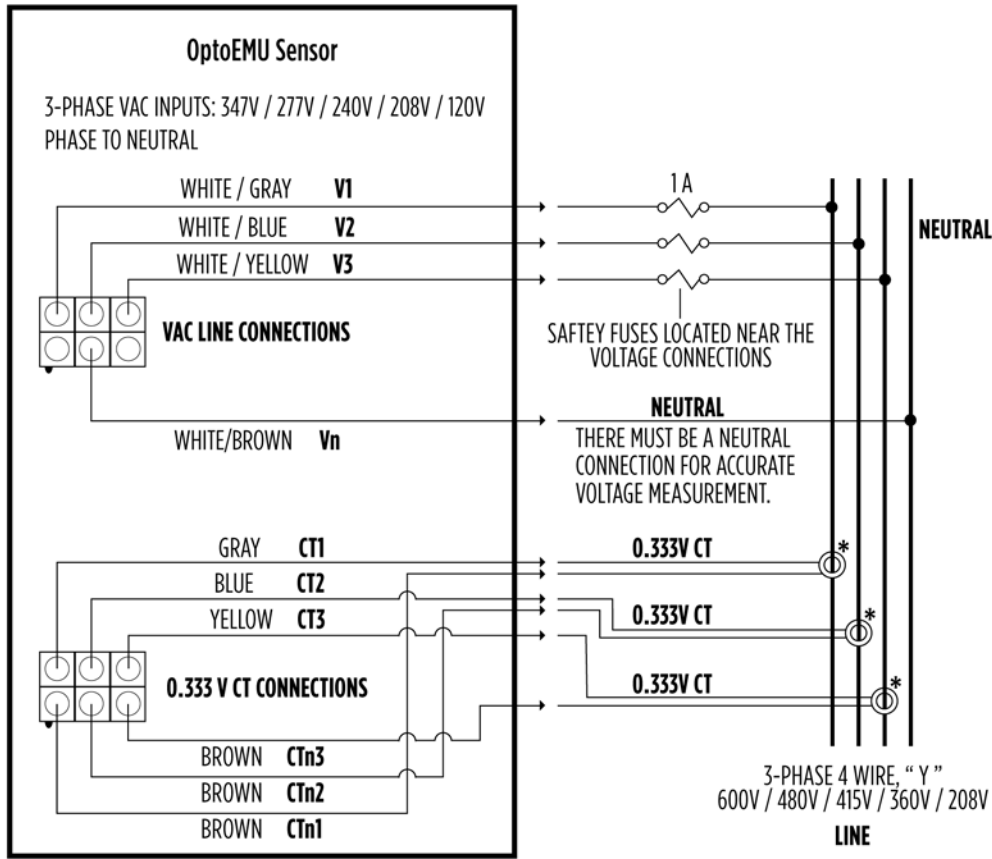 OptoEMU Sensor
3-PHASE VAC INPUTS: 347V / 277V / 240V / 208V / 120V
PHASE TO NEUTRAL
WHITE / GRAY V1
WHITE / BLUE V2
WHITE / YELLOW V3
VAC LINE CONNECTIONS
WHITE/BROWN Vn
1 A
NEUTRAL
SAFTEY FUSES LOCATED NEAR THE
VOLTAGE CONNECTIONS
NEUTRAL
THERE MUST BE A NEUTRAL
CONNECTION FOR ACCURATE
VOLTAGE MEASUREMENT.
GRAY CT1
BLUE CT2
YELLOW CT3
0.333 V CT CONNECTIONS
BROWN CTn3
BROWN CTn2
BROWN CTn1
0.333V CT
*
0.333V CT
*
0.333V CT
*
3-PHASE 4 WIRE, “ Y ”
600V / 480V / 415V / 360V / 208V
LINE